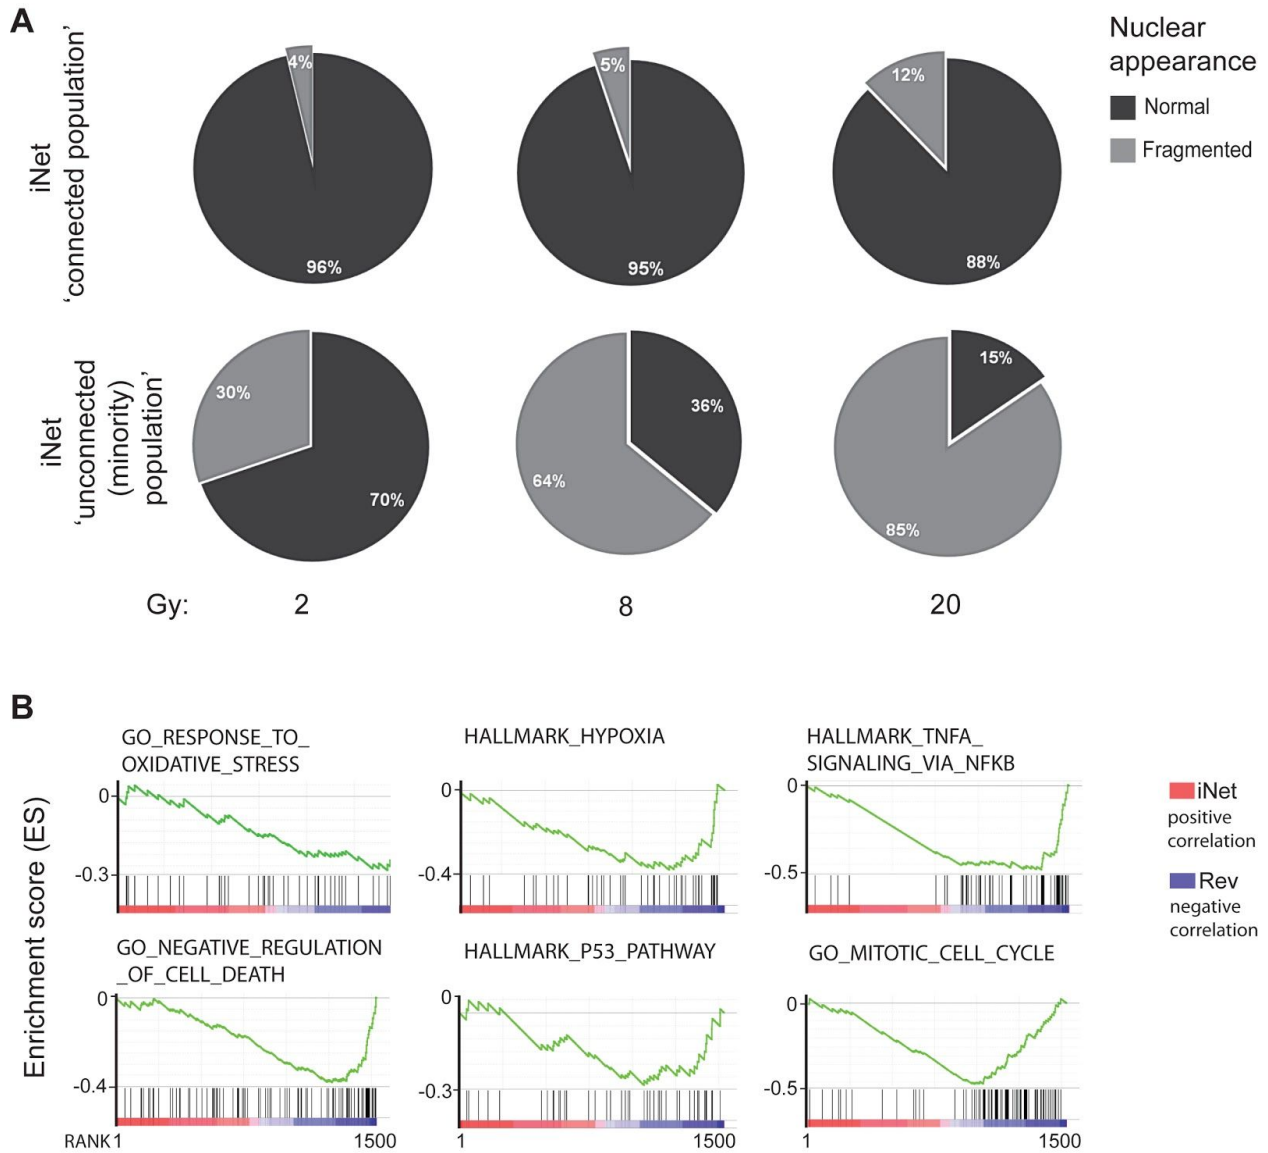 A
iNet
‘connected population’
4%
96%
5%
95%
12%
88%
Nuclear
appearance
Normal
Fragmented
iNet
‘unconnected
(minority)
population’
30%
70%
36%
64%
15%
85%
Gy:
2
8
20
B
Enrichment score (ES)
GO_RESPONSE_TO_
OXIDATIVE_STRESS
0
-0.3
HALLMARK_HYPOXIA
0
-0.4
HALLMARK_TNFA_
SIGNALING_VIA_NFKB
0
-0.5
iNet
positive
correlation
Rev
negative
correlation
GO_NEGATIVE_REGULATION
_OF_CELL_DEATH
0
-0.4
RANK 1
1500
HALLMARK_P53_PATHWAY
0
-0.3
1
1500
GO_MITOTIC_CELL_CYCLE
0
-0.5
1
1500